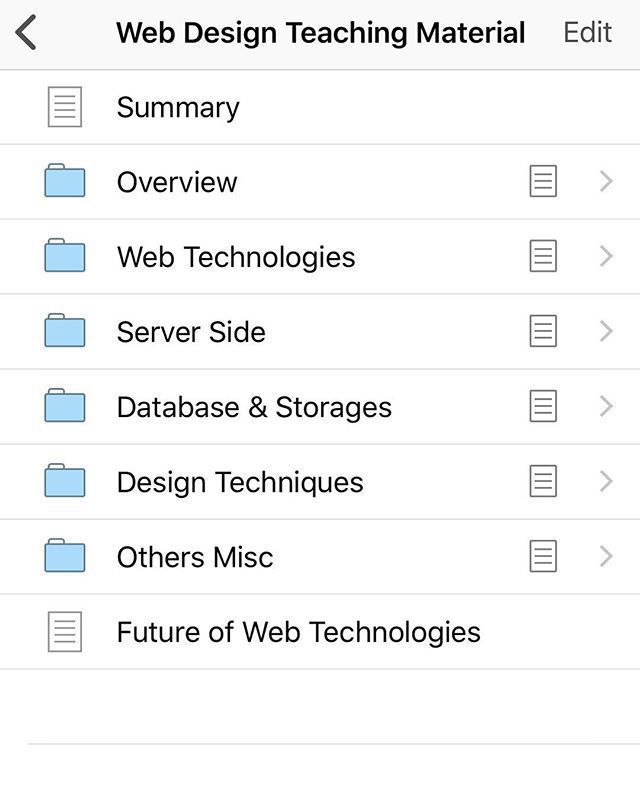 Web Design Teaching Material Edit
Summary
Overview
Web Technologies
Server Side
Database & Storages
Design Techniques
Others Misc
Future of Web Technologies